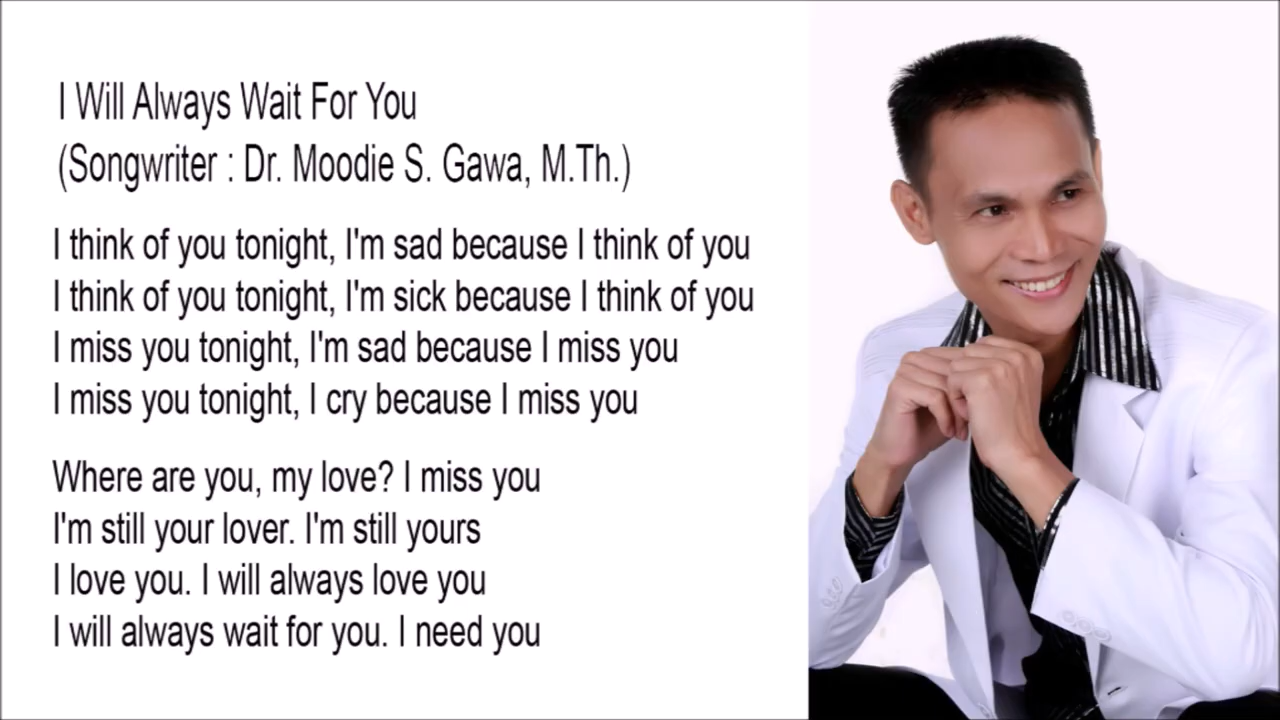 I Will Always Wait For You
(Songwriter : Dr. Moodie S. Gawa, M.Th.)
I think of you tonight, I'm sad because I think of you
I think of you tonight, I'm sick because I think of you
I miss you tonight, I'm sad because I miss you
I miss you tonight, I cry because I miss you
Where are you, my love? I miss you
I'm still your lover. I'm still yours
I love you. I will always love you
I will always wait for you. I need you